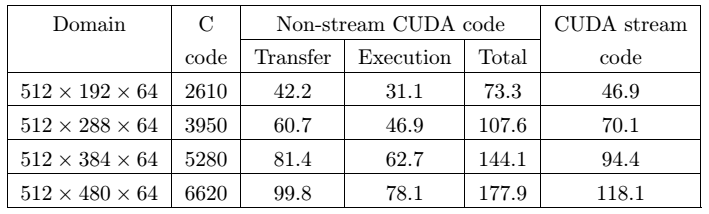 Domain C Non-stream CUDA code CUDA stream
code Transfer Execution Total code
512 × 192 × 64 2610 42.2 31.1 73.3 46.9
512 × 288 × 64 3950 60.7 46.9 107.6 70.1
512 × 384 × 64 5280 81.4 62.7 144.1 94.4
512 × 480 × 64 6620 99.8 78.1 177.9 118.1